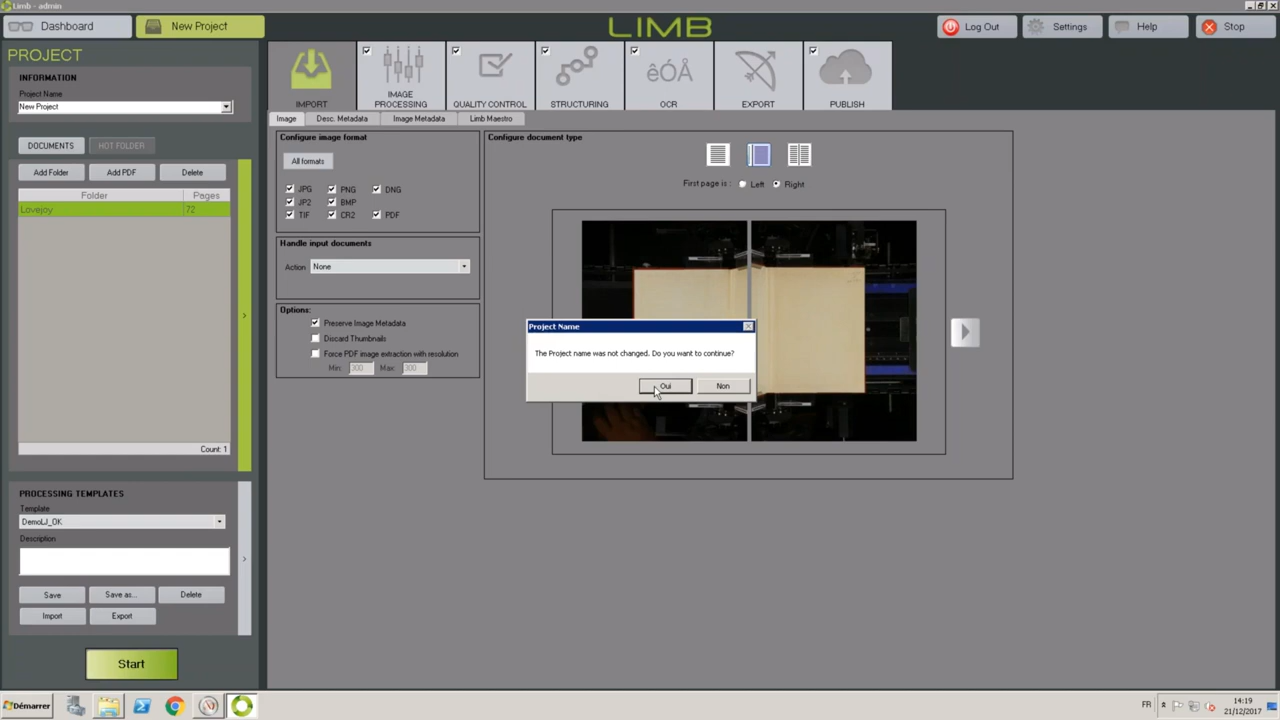 Limb - admin
Dashboard
New Project
LIMB
Log Out
Settings
Help
Stop
PROJECT
INFORMATION
Project Name
New Project
DOCUMENTS
HOT FOLDER
Add Folder
Add PDF
Delete
Folder
Pages
Lovejoy
72
Count: 1
PROCESSING TEMPLATES
Template
DemoLJ_OK
Description
Save
Save as...
Delete
Import
Export
Start
IMPORT
IMAGE
PROCESSING
QUALITY CONTROL
STRUCTURING
êÓÅ
OCR
EXPORT
PUBLISH
Image
Desc. Metadata
Image Metadata
Limb Maestro
Configure image format
All formats
JPG
PNG
DNG
JP2
BMP
TIF
CR2
PDF
Handle input documents
Action
None
Options:
Preserve Image Metadata
Discard Thumbnails
Force PDF image extraction with resolution
Min:
300
Max:
300
Configure document type
First page is :
Left
Right
Project Name
The Project name was not changed. Do you want to continue?
Oui
Non
Démarrer
FR
14:19
21/12/2017